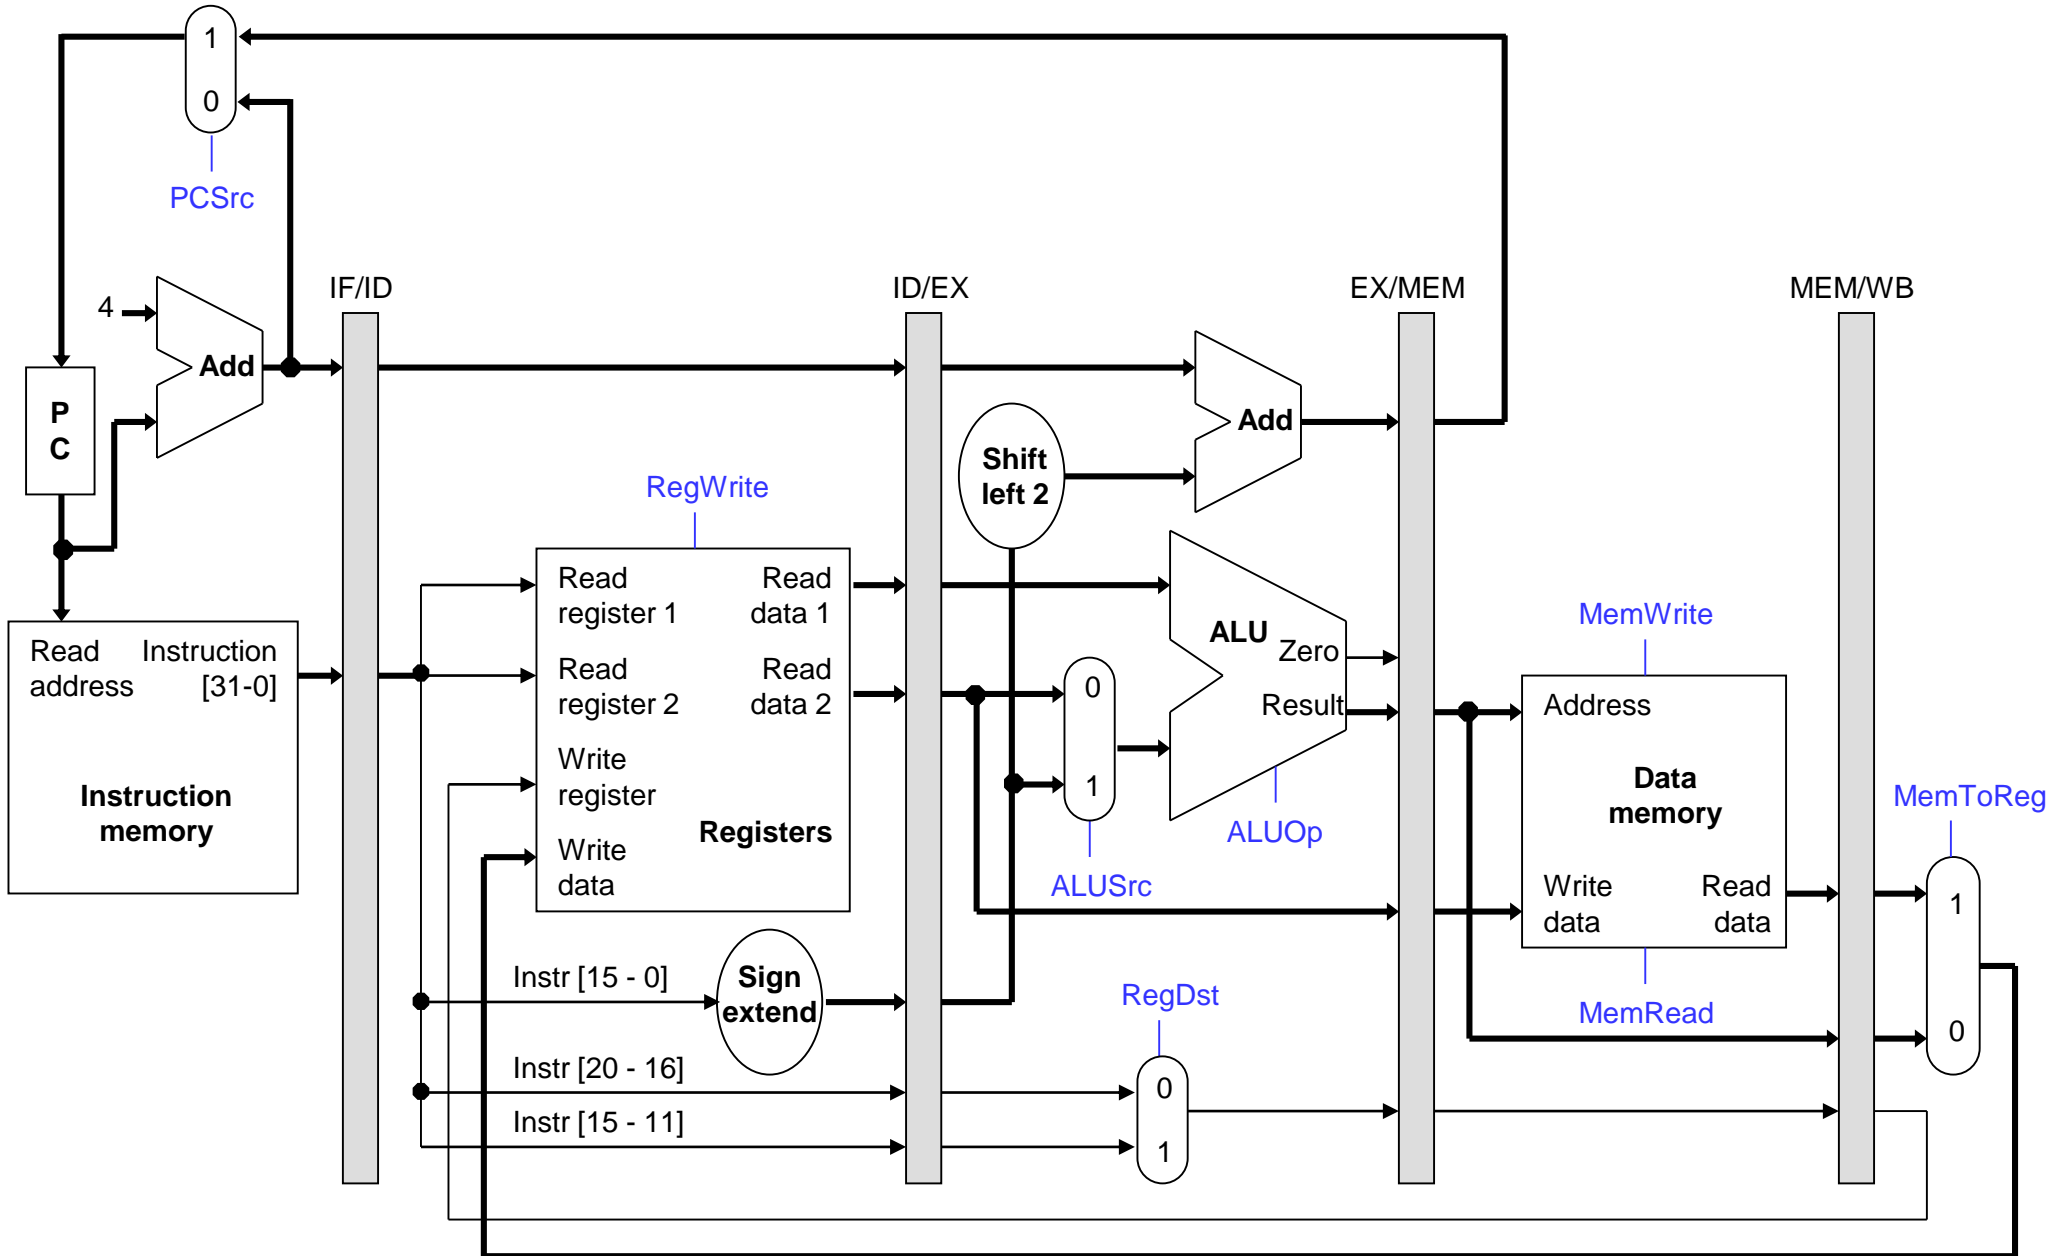 1
0
PCSrc
4
Add
P
C
Read
address
Instruction
[31-0]
Instruction
memory
IF/ID
RegWrite
Read
register 1
Read
data 1
Read
register 2
Read
data 2
Write
register
Write
data
Registers
Instr [15 - 0]
Sign
extend
Instr [20 - 16]
Instr [15 - 11]
ID/EX
Shift
left 2
Add
0
1
ALUSrc
ALU
Zero
Result
ALUOp
RegDst
0
1
EX/MEM
MemWrite
Address
Data
memory
Write
data
Read
data
MemRead
MEM/WB
MemToReg
1
0